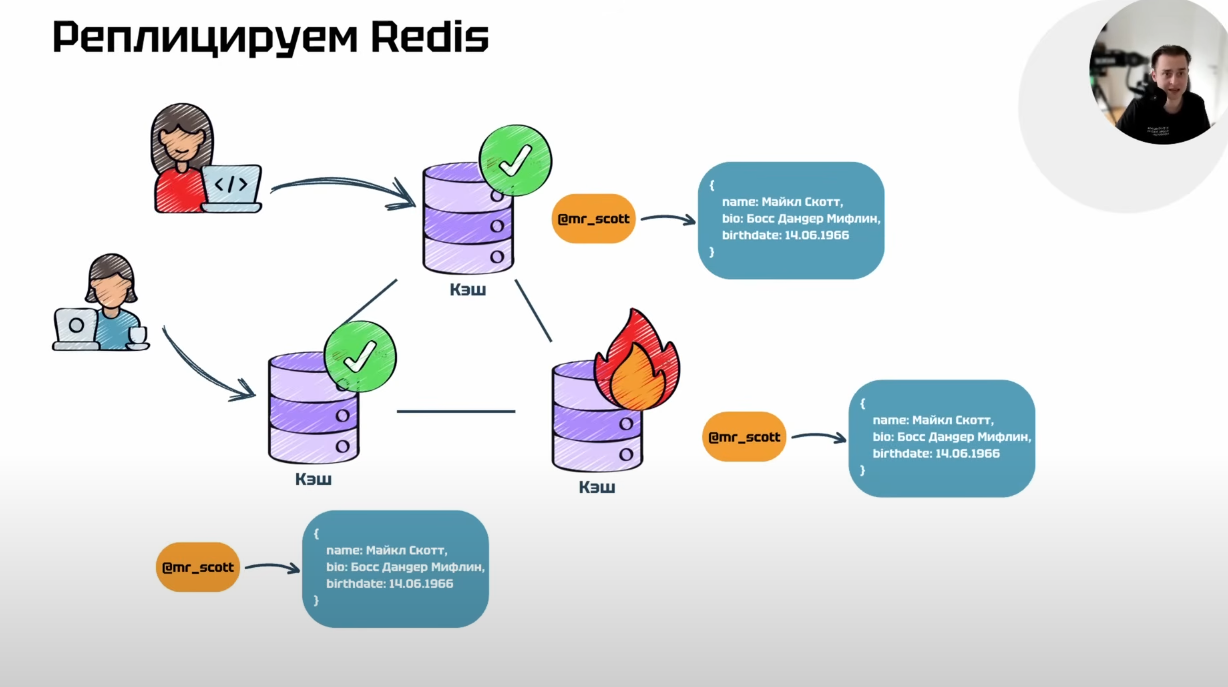 Реплицируем Redis
</>
@mr_scott
{
name: Майкл Скотт,
bio: Босс Дандер Мифлин,
birthdate: 14.06.1966
}
Кэш
Кэш
Кэш
@mr_scott
{
name: Майкл Скотт,
bio: Босс Дандер Мифлин,
birthdate: 14.06.1966
}
@mr_scott
{
name: Майкл Скотт,
bio: Босс Дандер Мифлин,
birthdate: 14.06.1966
}